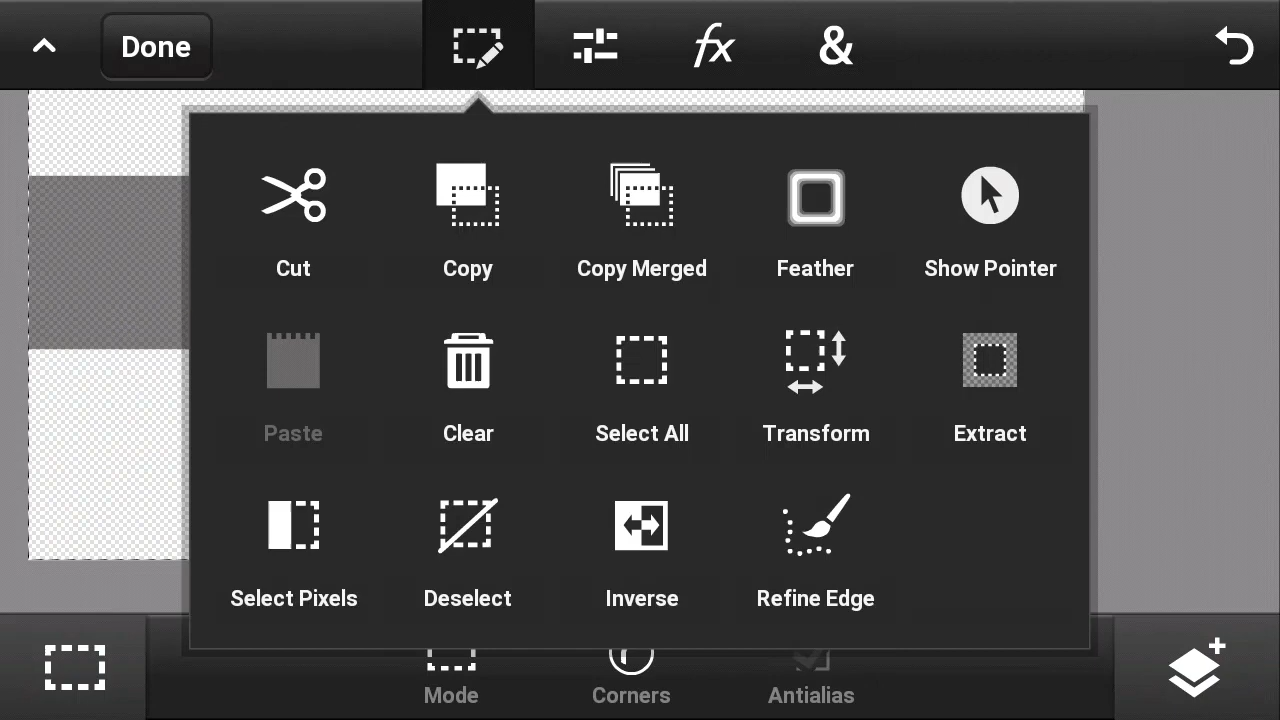 Done
fx
&
Cut
Copy
Copy Merged
Feather
Show Pointer
Paste
Clear
Select All
Transform
Extract
Select Pixels
Deselect
Inverse
Refine Edge
Mode
Corners
Antialias